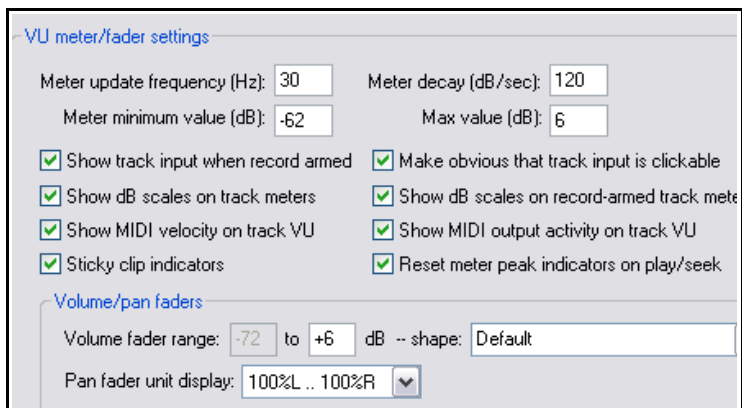 VU meter/fader settings
Meter update frequency (Hz): 30 Meter decay (dB/sec): 120
Meter minimum value (dB): -62 Max value (dB): 6
Show track input when record armed Make obvious that track input is clickable
Show dB scales on track meters Show dB scales on record-armed track mete
Show MIDI velocity on track VU Show MIDI output activity on track VU
Sticky clip indicators Reset meter peak indicators on play/seek
Volume/pan faders
Volume fader range: -72 to +6 dB -- shape: Default
Pan fader unit display: 100%L .. 100%R